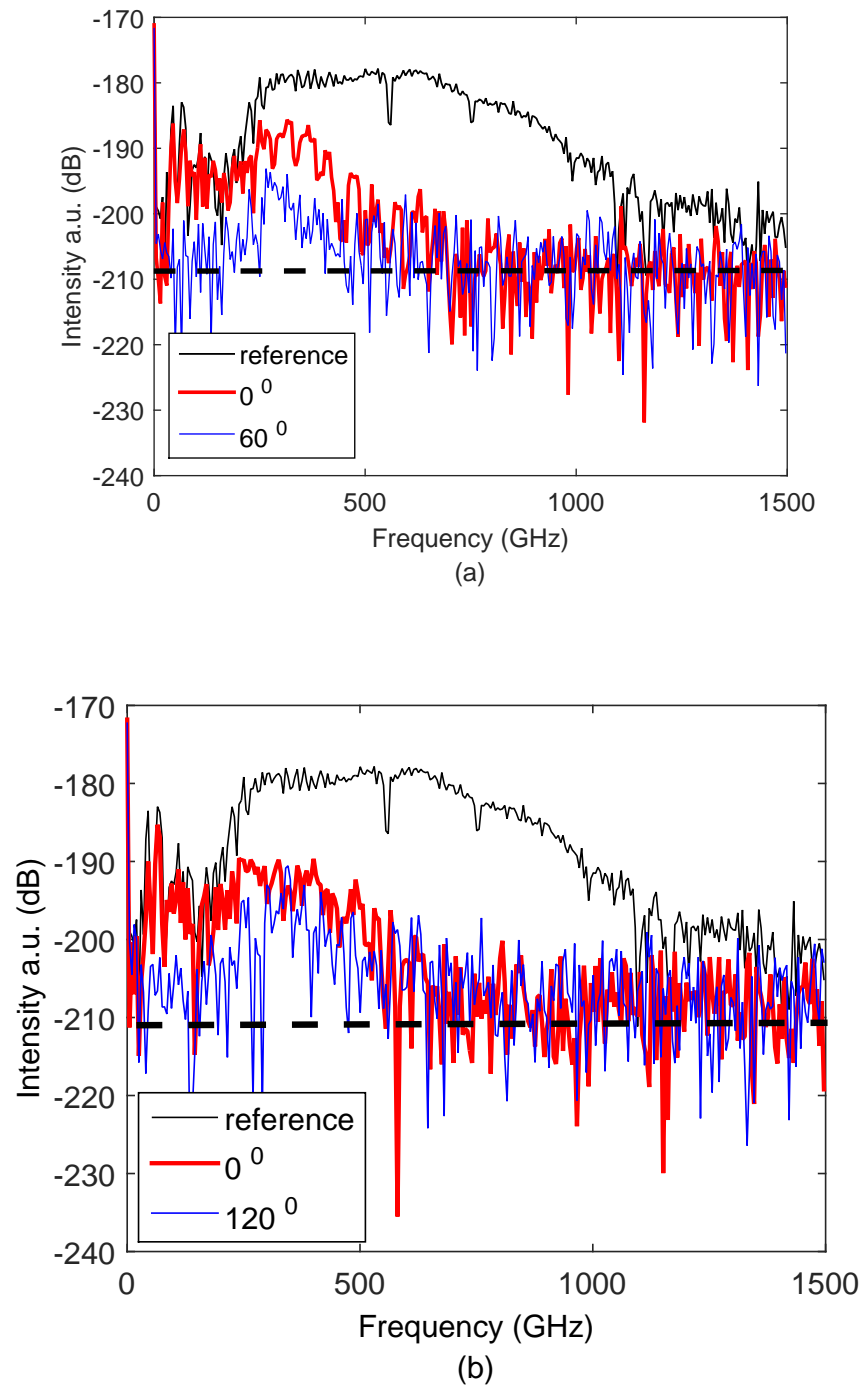 -170
-180
-190
-200
-210
-220
-230
-240
Intensity a.u. (dB)
reference
0 ⁰
60 ⁰
0 500 1000 1500
Frequency (GHz)
(a)
-170
-180
-190
-200
-210
-220
-230
-240
Intensity a.u. (dB)
reference
0 ⁰
120 ⁰
0 500 1000 1500
Frequency (GHz)
(b)